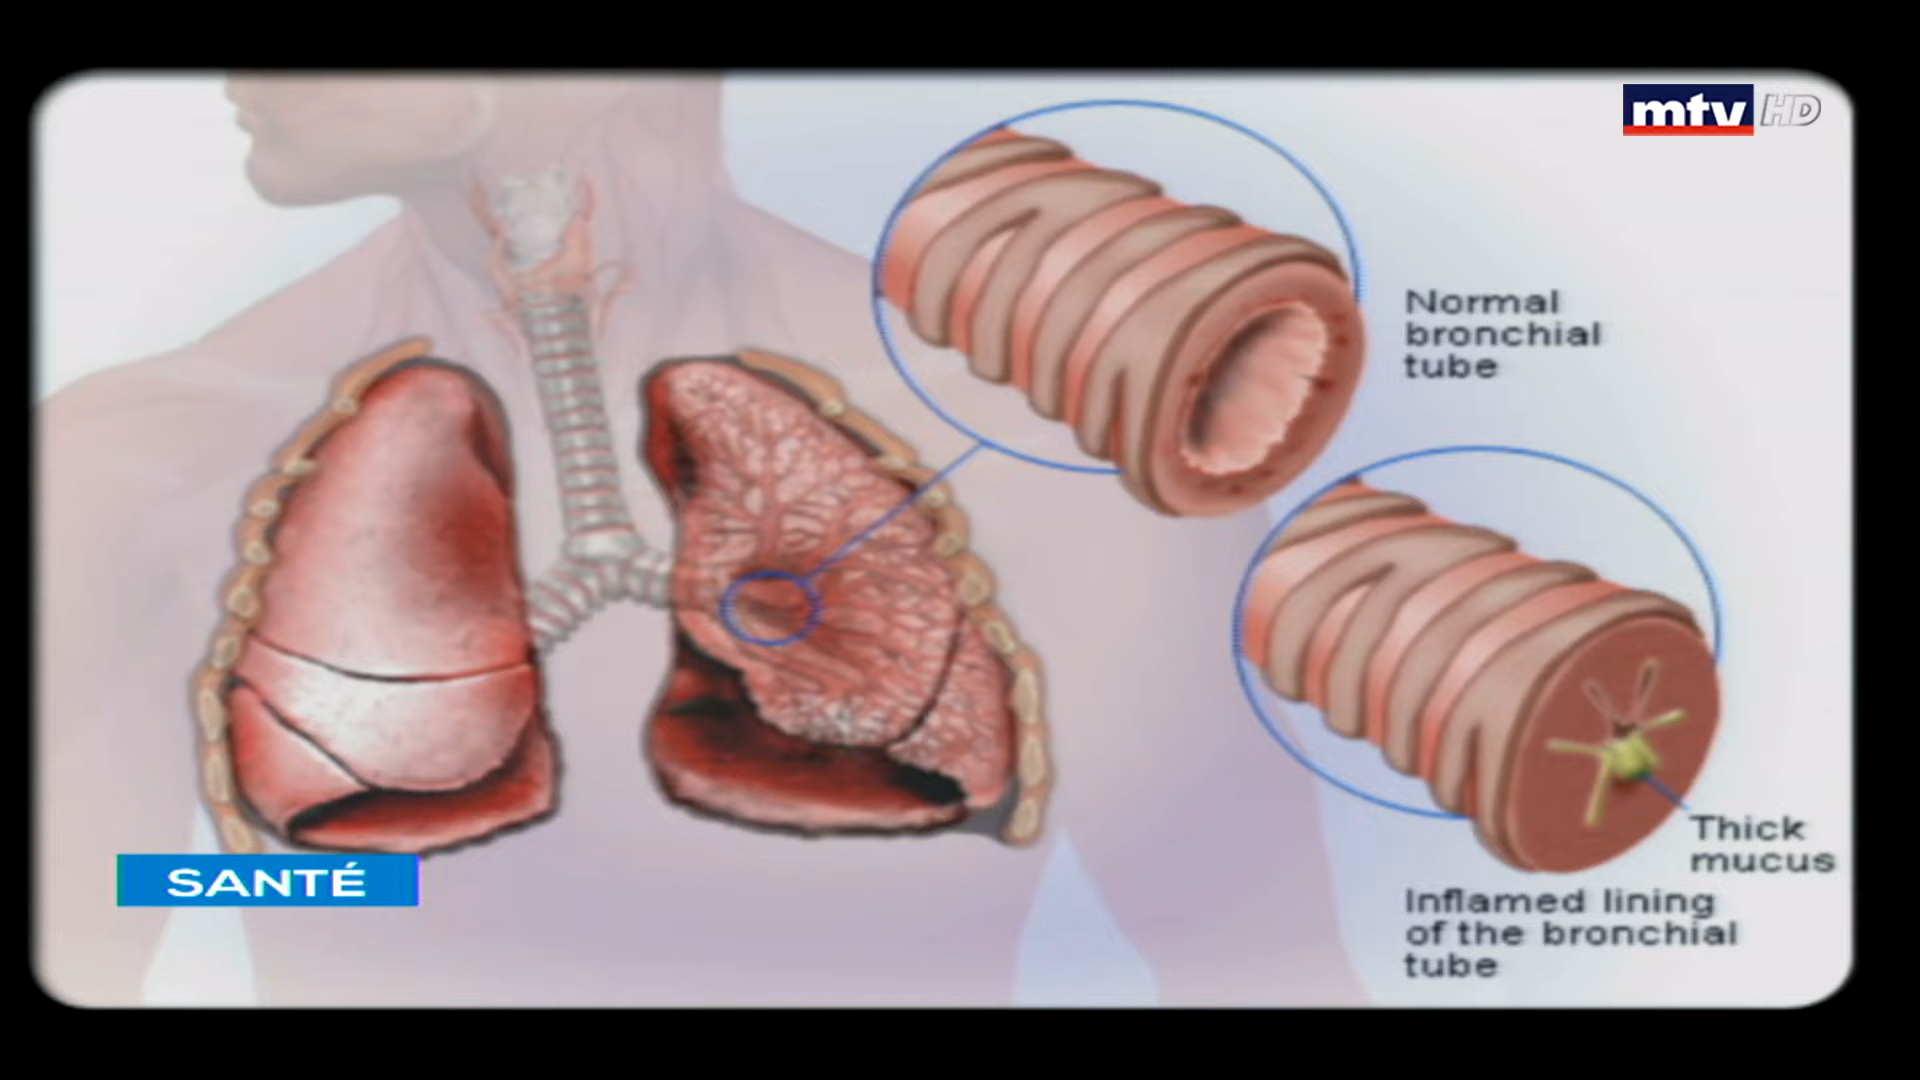 mtv HD
Normal
bronchial
tube
Thick
mucus
Inflamed lining
of the bronchial
tube
SANTÉ